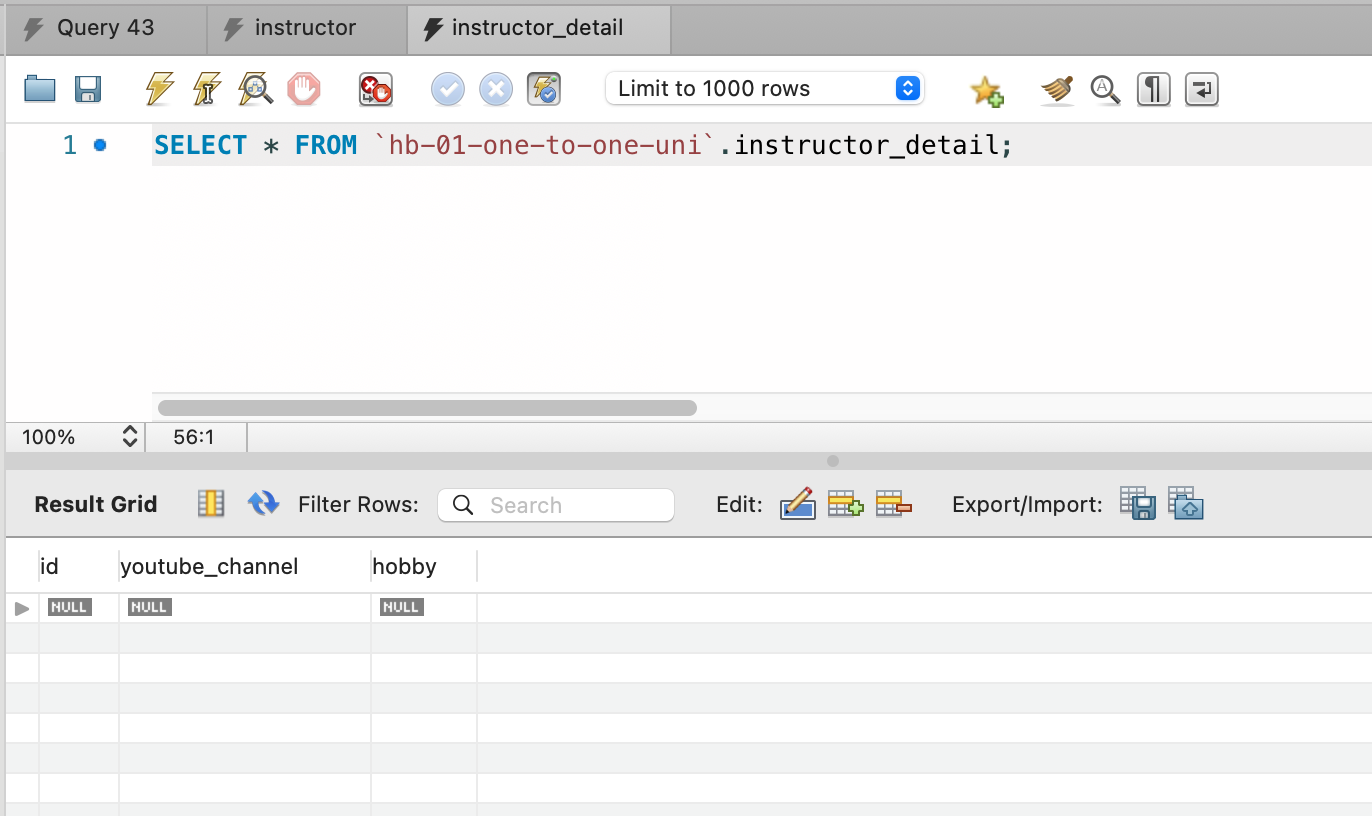 Query 43
instructor
instructor_detail
Limit to 1000 rows
1
SELECT * FROM `hb-01-one-to-one-uni`.instructor_detail;
100%
56:1
Result Grid
Filter Rows:
Search
Edit:
Export/Import:
id
youtube_channel
hobby
NULL
NULL
NULL